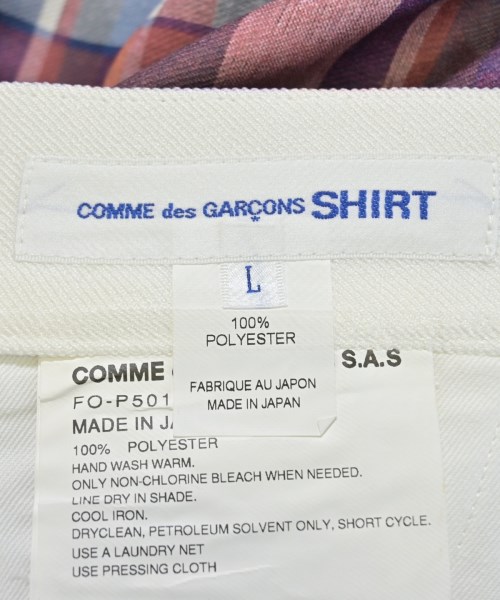 COMME des GARÇONS SHIRT
L
100%
POLYESTER
FABRIQUE AU JAPON
MADE IN JAPAN
COMME S.A.S
FO-P501
MADE IN
100% POLYESTER
HAND WASH WARM.
ONLY NON-CHLORINE BLEACH WHEN NEEDED.
LINE DRY IN SHADE.
COOL IRON.
DRYCLEAN, PETROLEUM SOLVENT ONLY, SHORT CYCLE.
USE A LAUNDRY NET
USE PRESSING CLOTH